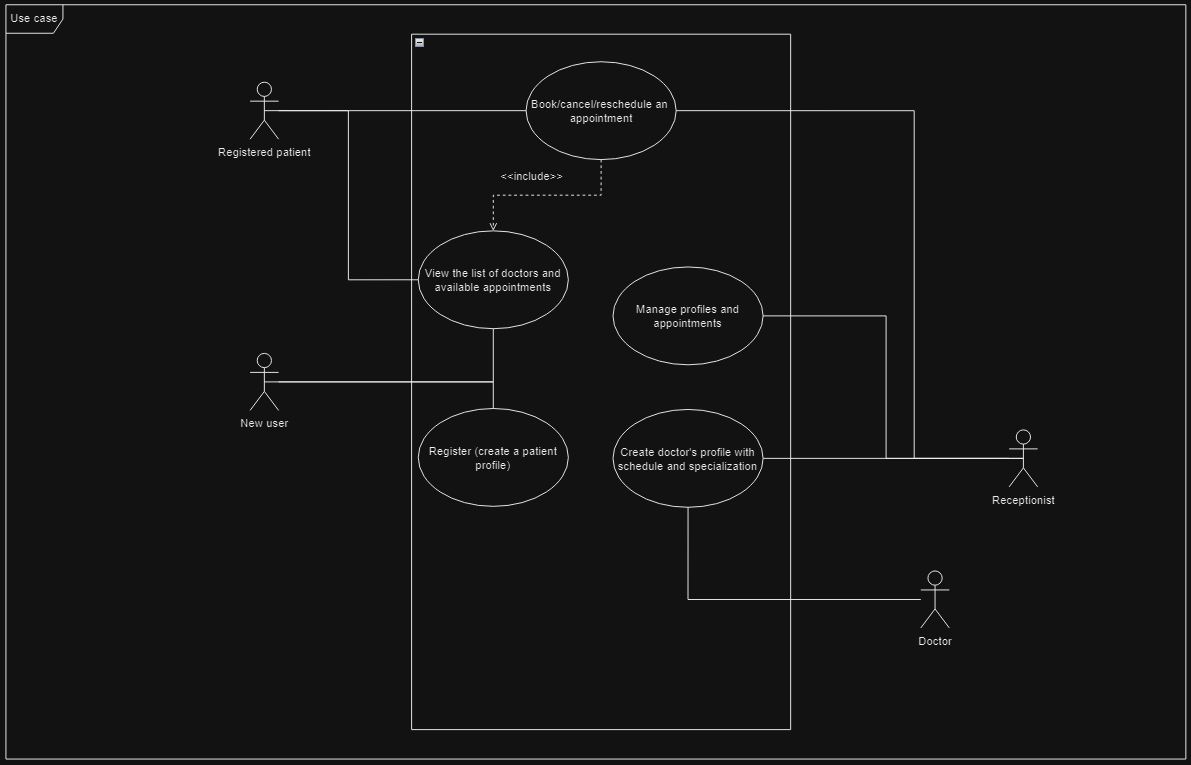 Use case
Book/cancel/reschedule an
appointment
Registered patient
<<include>>
View the list of doctors and
available appointments
Manage profiles and
appointments
New user
Register (create a patient
profile)
Create doctor's profile with
schedule and specialization
Receptionist
Doctor